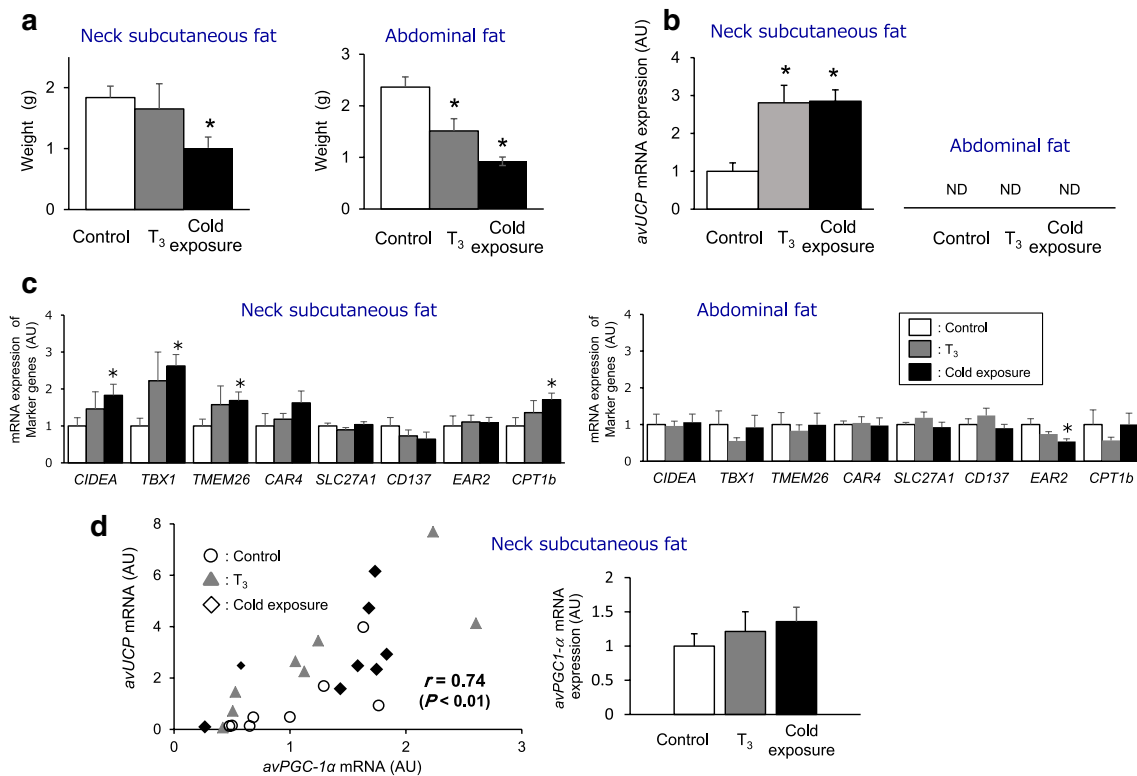 a
Neck subcutaneous fat
Weight (g)
2
1
0
*
Control
T3
Cold exposure
Abdominal fat
Weight (g)
3
2
1
0
*
*
Control
T3
Cold exposure
b
Neck subcutaneous fat
avUCP mRNA expression (AU)
4
3
2
1
0
*
*
Control
T3
Cold exposure
Abdominal fat
ND
ND
ND
Control
T3
Cold exposure
c
Neck subcutaneous fat
mRNA expression of
Marker genes (AU)
4
3
2
1
0
*
*
*
*
CIDEA
TBX1
TMEM26
CAR4
SLC27A1
CD137
EAR2
CPT1b
Abdominal fat
: Control
: T3
: Cold exposure
mRNA expression of
Marker genes (AU)
4
3
2
1
0
*
CIDEA
TBX1
TMEM26
CAR4
SLC27A1
CD137
EAR2
CPT1b
d
Neck subcutaneous fat
: Control
: T3
: Cold exposure
avUCP mRNA (AU)
8
6
4
2
0
0
1
2
3
r = 0.74
(P < 0.01)
avPGC-1α mRNA (AU)
avPGC1-α mRNA
expression (AU)
2
1.5
1
0.5
0
Control
T3
Cold
exposure